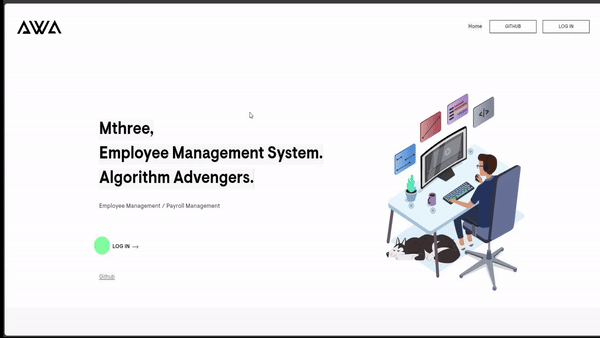 AWA
Home
GITHUB
LOG IN
Mthree,
Employee Management System.
Algorithm Advengers.
Employee Management / Payroll Management
LOG IN →
Github